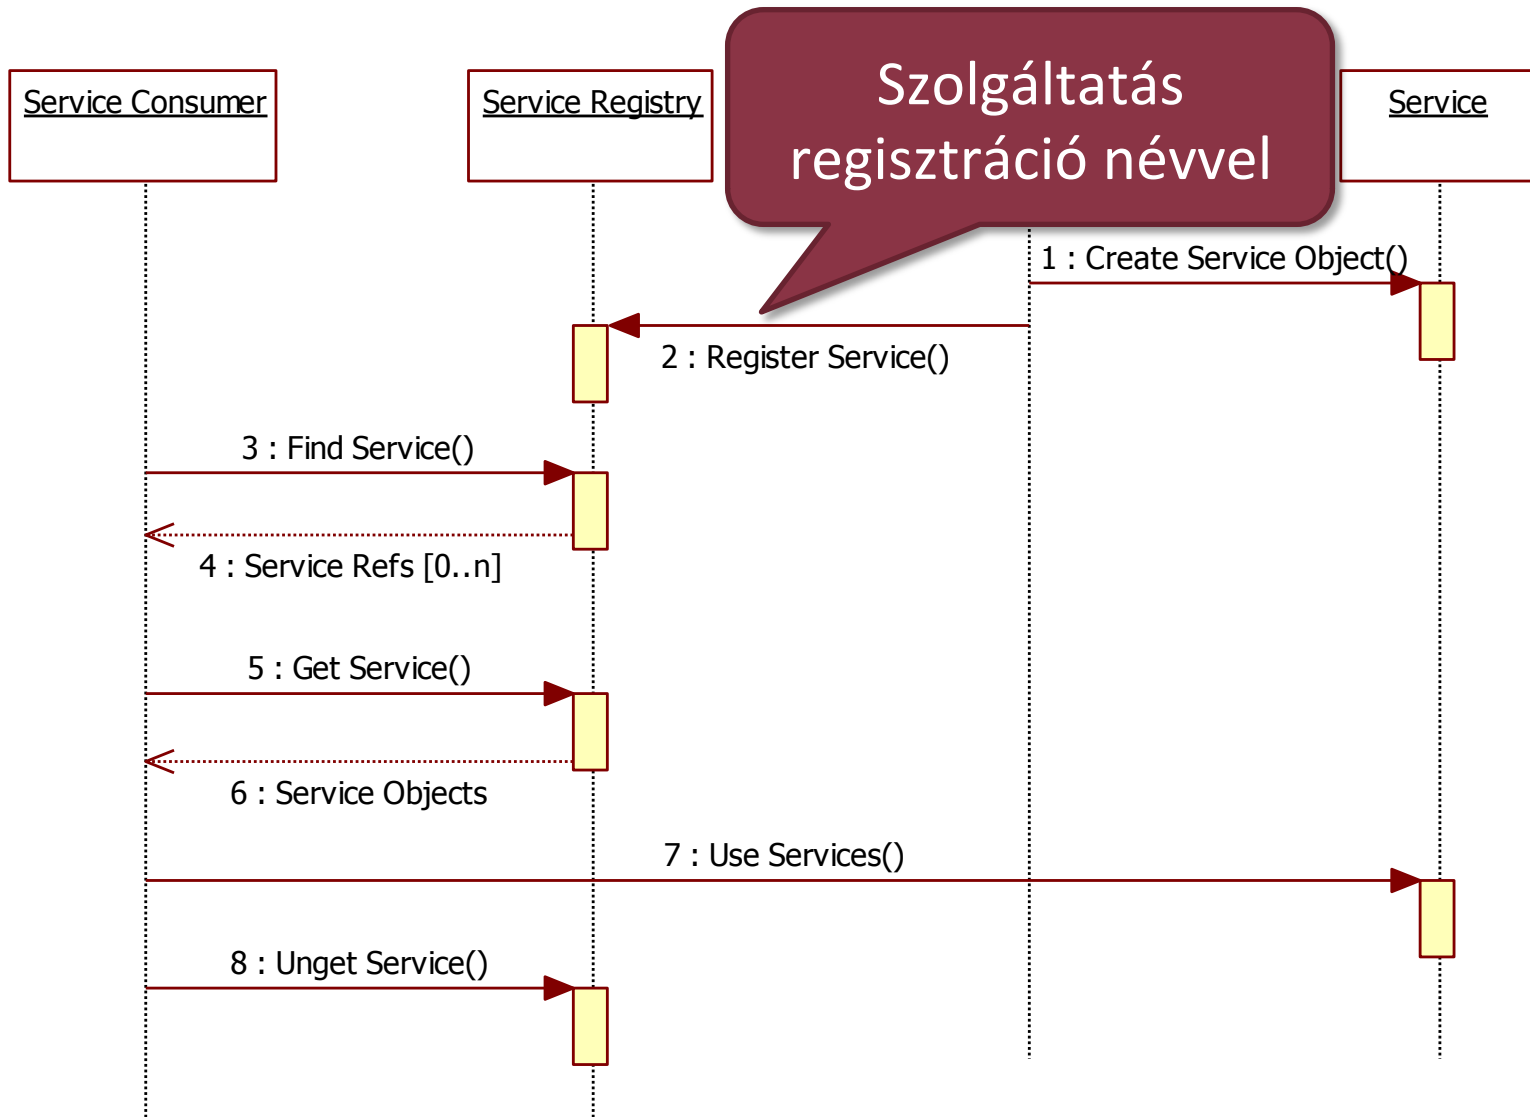 Service Consumer
Service Registry
Szolgáltatás
regisztráció névvel
Service
1 : Create Service Object()
2 : Register Service()
3 : Find Service()
4 : Service Refs [0..n]
5 : Get Service()
6 : Service Objects
7 : Use Services()
8 : Unget Service()